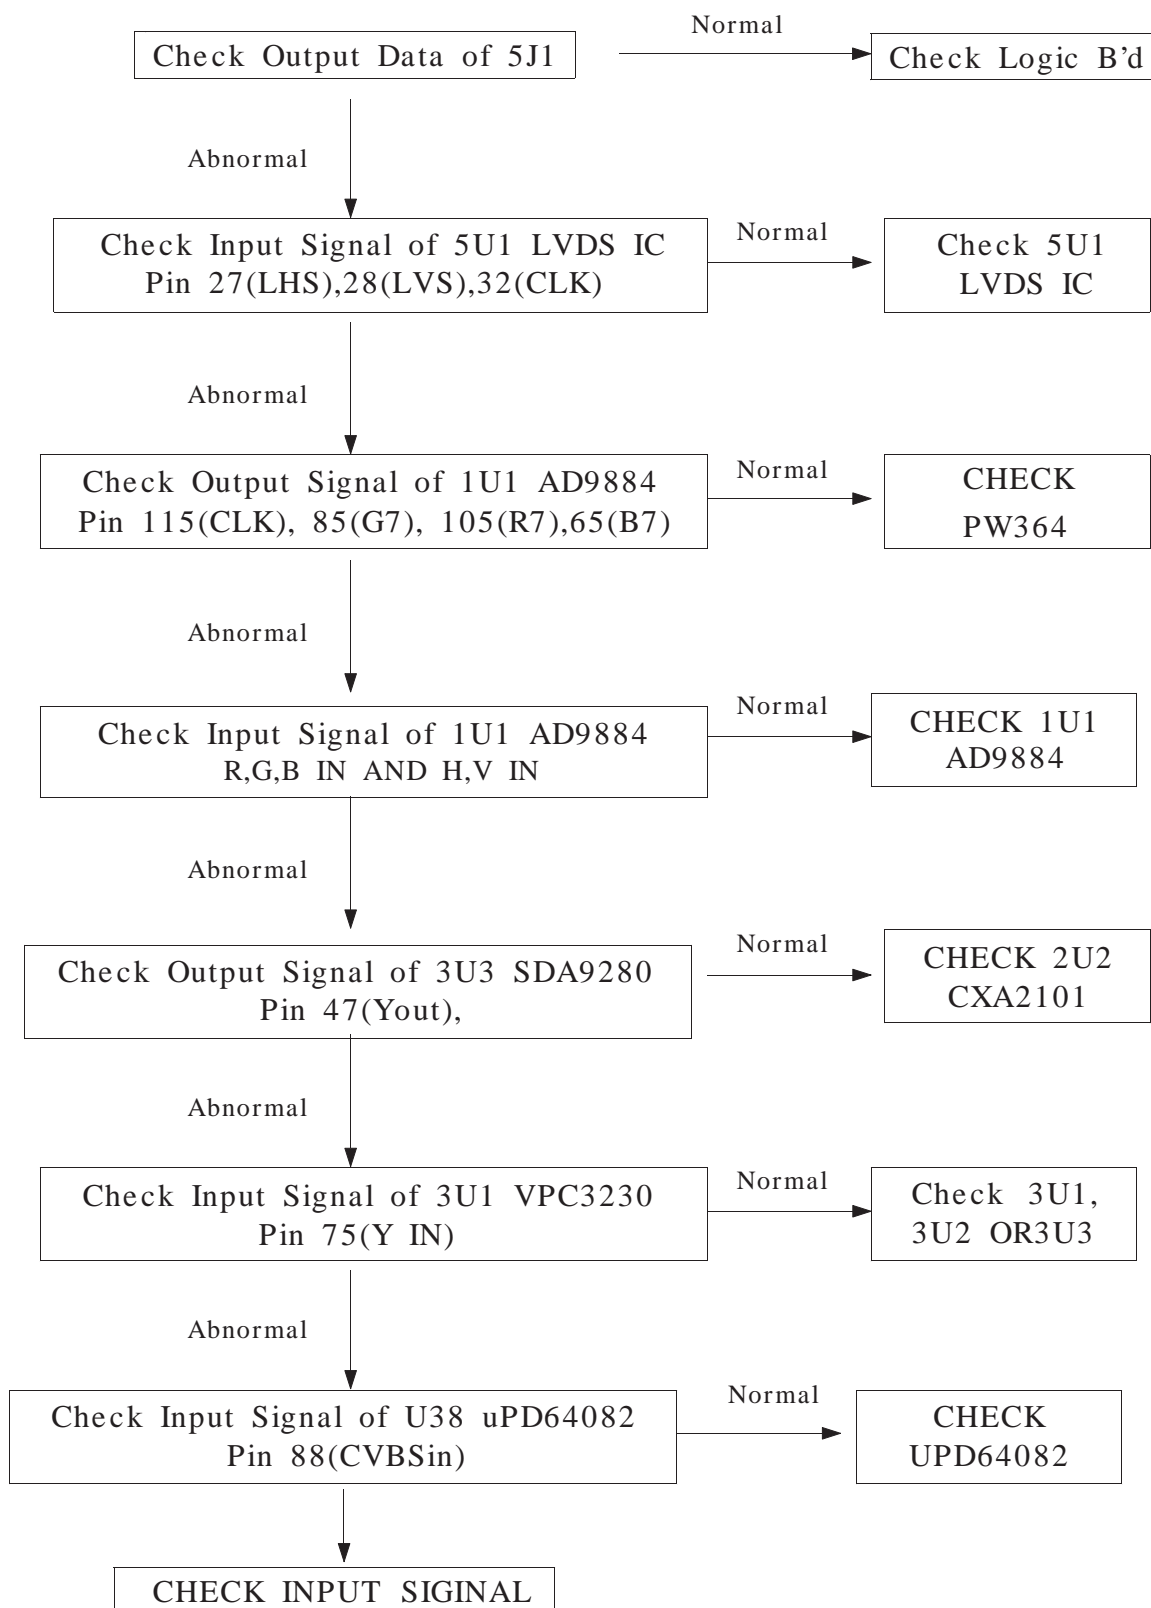 Normal
Check Output Data of 5J1
Check Logic B’d
Abnormal
Check Input Signal of 5U1 LVDS IC
Pin 27(LHS),28(LVS),32(CLK)
Normal
Check 5U1
LVDS IC
Abnormal
Check Output Signal of 1U1 AD9884
Pin 115(CLK), 85(G7), 105(R7),65(B7)
Normal
CHECK
PW364
Abnormal
Check Input Signal of 1U1 AD9884
R,G,B IN AND H,V IN
Normal
CHECK 1U1
AD9884
Abnormal
Check Output Signal of 3U3 SDA9280
Pin 47(Yout),
Normal
CHECK 2U2
CXA2101
Abnormal
Check Input Signal of 3U1 VPC3230
Pin 75(Y IN)
Normal
Check 3U1,
3U2 OR3U3
Abnormal
Check Input Signal of U38 uPD64082
Pin 88(CVBSin)
Normal
CHECK
UPD64082
CHECK INPUT SIGINAL